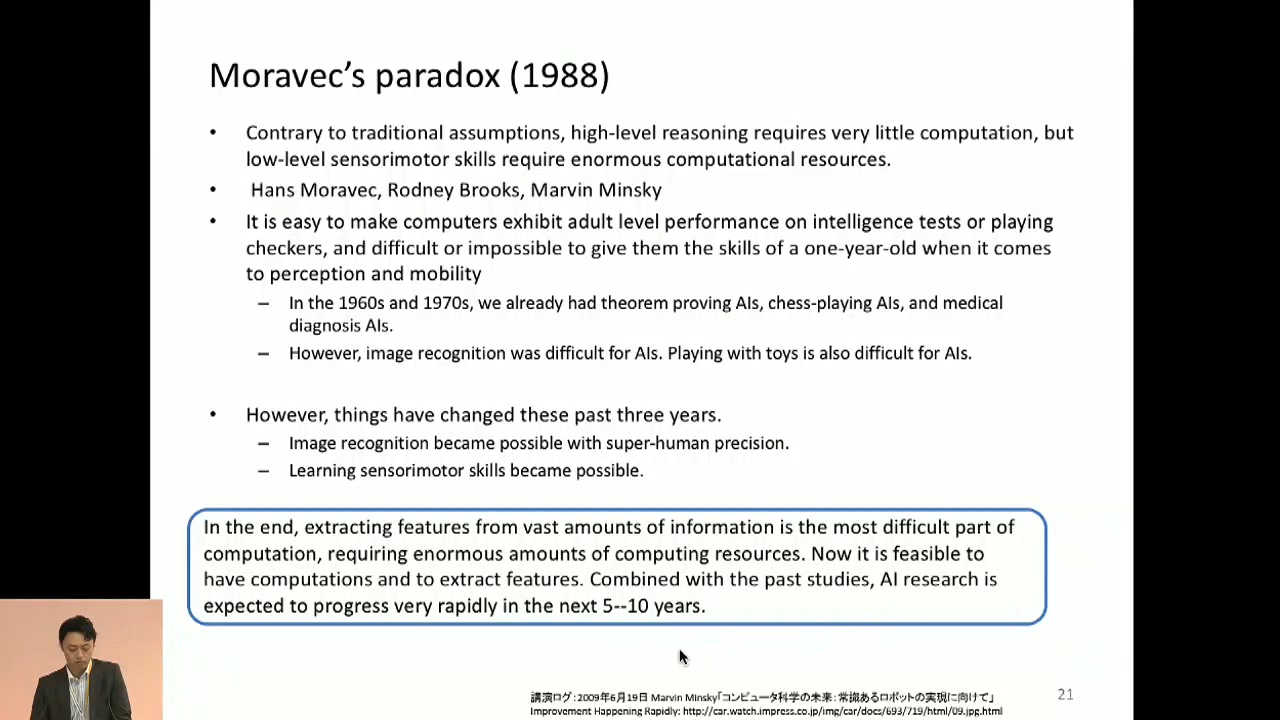 Moravec’s paradox (1988)
• Contrary to traditional assumptions, high-level reasoning requires very little computation, but
low-level sensorimotor skills require enormous computational resources.
• Hans Moravec, Rodney Brooks, Marvin Minsky
• It is easy to make computers exhibit adult level performance on intelligence tests or playing
checkers, and difficult or impossible to give them the skills of a one-year-old when it comes
to perception and mobility
– In the 1960s and 1970s, we already had theorem proving AIs, chess-playing AIs, and medical
diagnosis AIs.
– However, image recognition was difficult for AIs. Playing with toys is also difficult for AIs.
• However, things have changed these past three years.
– Image recognition became possible with super-human precision.
– Learning sensorimotor skills became possible.
In the end, extracting features from vast amounts of information is the most difficult part of
computation, requiring enormous amounts of computing resources. Now it is feasible to
have computations and to extract features. Combined with the past studies, AI research is
expected to progress very rapidly in the next 5--10 years.
講演ログ：2009年6月19日 Marvin Minsky「コンピュータ科学の未来：常識あるロボットの実現に向けて」
Improvement Happening Rapidly: http://car.watch.impress.co.jp/img/car/docs/693/719/html/09.jpg.html
21